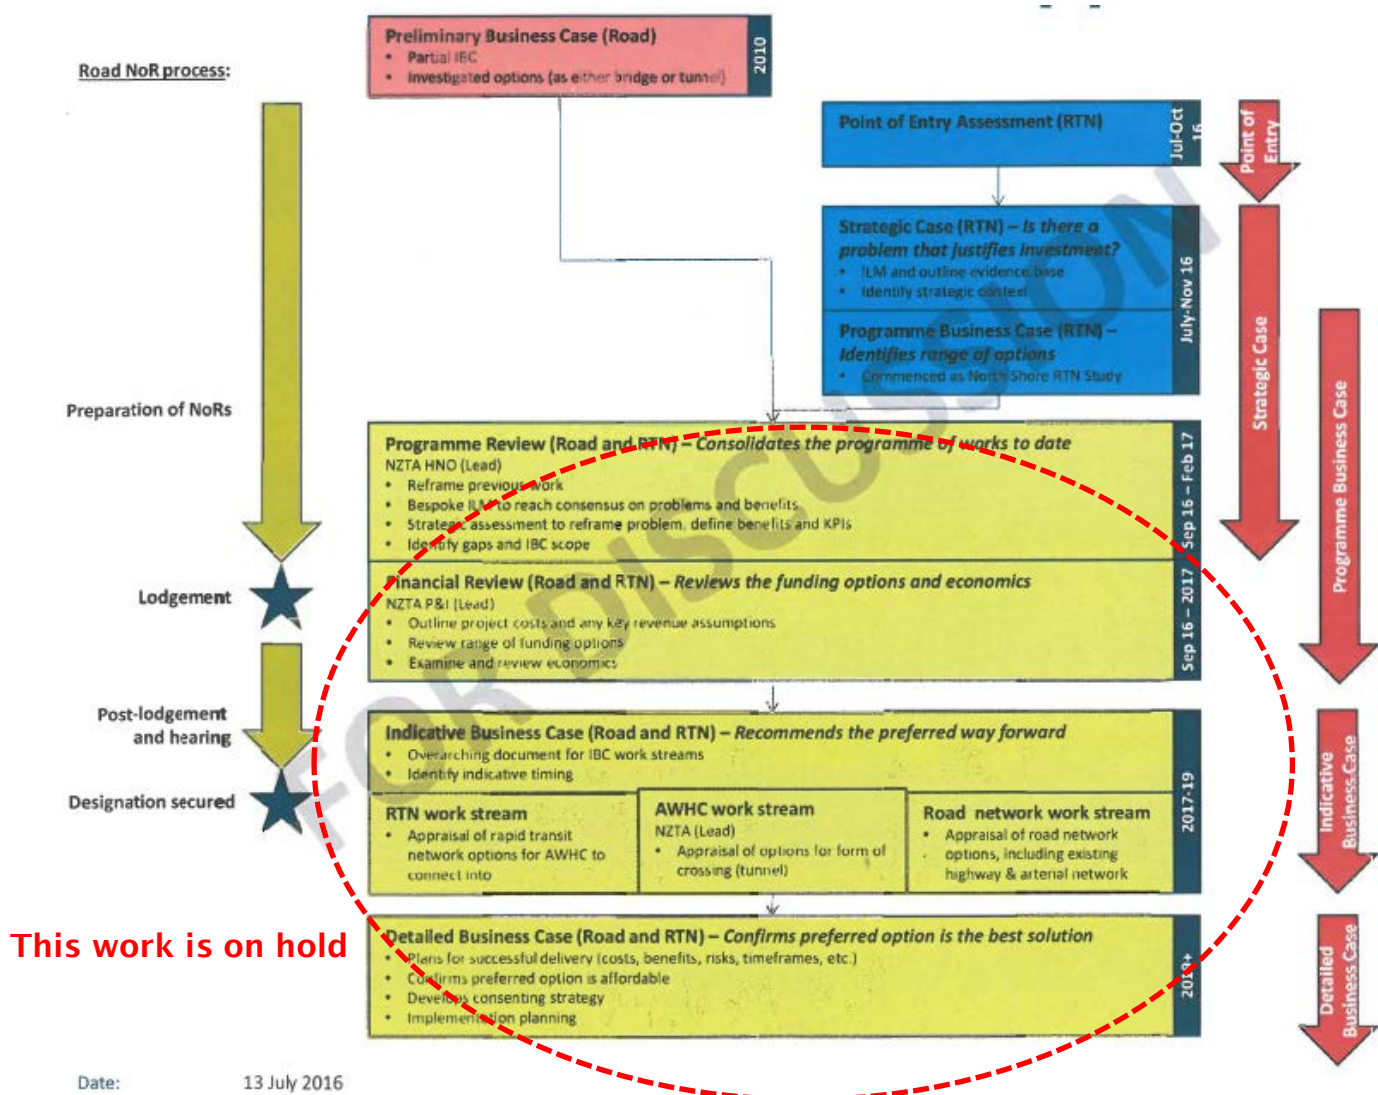 Road NoR process:
Preliminary Business Case (Road)
• Partial IBC
• Investigated options (as either bridge or tunnel)
2010
Point of Entry Assessment (RTN)
Jul-Oct
16
Point of
Entry
Strategic Case (RTN) – Is there a
problem that justifies investment?
• ILM and outline evidence base
• Identify strategic context
Programme Business Case (RTN) –
Identifies range of options
• Commenced as North Shore RTN Study
July-Nov 16
Strategic Case
Programme Business Case
Preparation of NoRs
Programme Review (Road and RTN) – Consolidates the programme of works to date
NZTA HNO (Lead)
• Reframe previous work
• Bespoke ILM to reach consensus on problems and benefits
• Strategic assessment to reframe problem, define benefits and KPIs
• Identify gaps and IBC scope
Sep 16 – Feb 17
Lodgement
Financial Review (Road and RTN) – Reviews the funding options and economics
NZTA P&I (Lead)
• Outline project costs and any key revenue assumptions
• Review range of funding options
• Examine and review economics
Sep 16 – 2017
Post-lodgement
and hearing
Designation secured
Indicative Business Case (Road and RTN) – Recommends the preferred way forward
• Overarching document for IBC work streams
• Identify indicative timing
RTN work stream
• Appraisal of rapid transit
network options for AWHC to
connect into
AWHC work stream
NZTA (Lead)
• Appraisal of options for form of
crossing (tunnel)
Road network work stream
• Appraisal of road network
options, including existing
highway & arterial network
2017-19
Indicative
Business Case
This work is on hold
Detailed Business Case (Road and RTN) – Confirms preferred option is the best solution
• Plans for successful delivery (costs, benefits, risks, timeframes, etc.)
• Confirms preferred option is affordable
• Develops consenting strategy
• Implementation planning
2019+
Detailed
Business Case
FOR DISCUSSION
Date: 13 July 2016